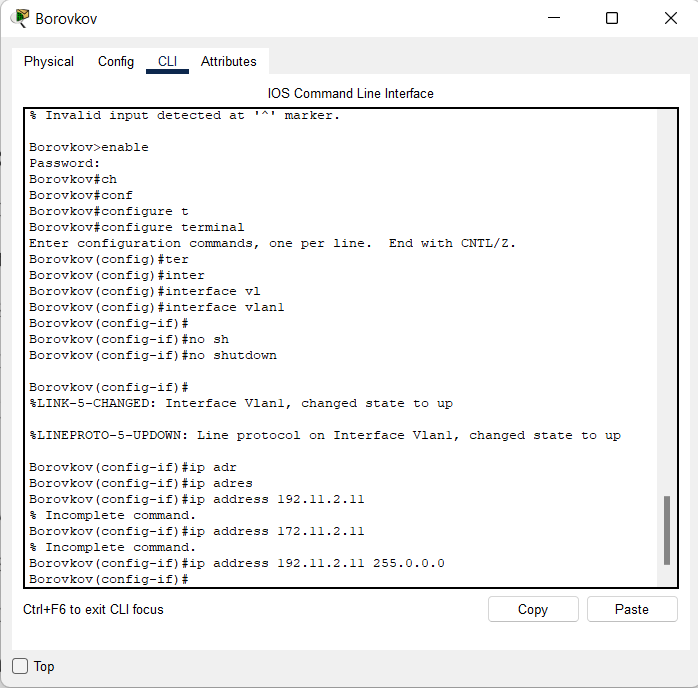 Borovkov
Physical Config CLI Attributes
IOS Command Line Interface
% Invalid input detected at '^' marker.
Borovkov>enable
Password:
Borovkov#ch
Borovkov#conf
Borovkov#configure t
Borovkov#configure terminal
Enter configuration commands, one per line.  End with CNTL/Z.
Borovkov(config)#ter
Borovkov(config)#inter
Borovkov(config)#interface vl
Borovkov(config)#interface vlan1
Borovkov(config-if)#
Borovkov(config-if)#no sh
Borovkov(config-if)#no shutdown
Borovkov(config-if)#
%LINK-5-CHANGED: Interface Vlan1, changed state to up
%LINEPROTO-5-UPDOWN: Line protocol on Interface Vlan1, changed state to up
Borovkov(config-if)#ip adr
Borovkov(config-if)#ip adres
Borovkov(config-if)#ip address 192.11.2.11
% Incomplete command.
Borovkov(config-if)#ip address 172.11.2.11
% Incomplete command.
Borovkov(config-if)#ip address 192.11.2.11 255.0.0.0
Borovkov(config-if)#
Ctrl+F6 to exit CLI focus Copy Paste
Top